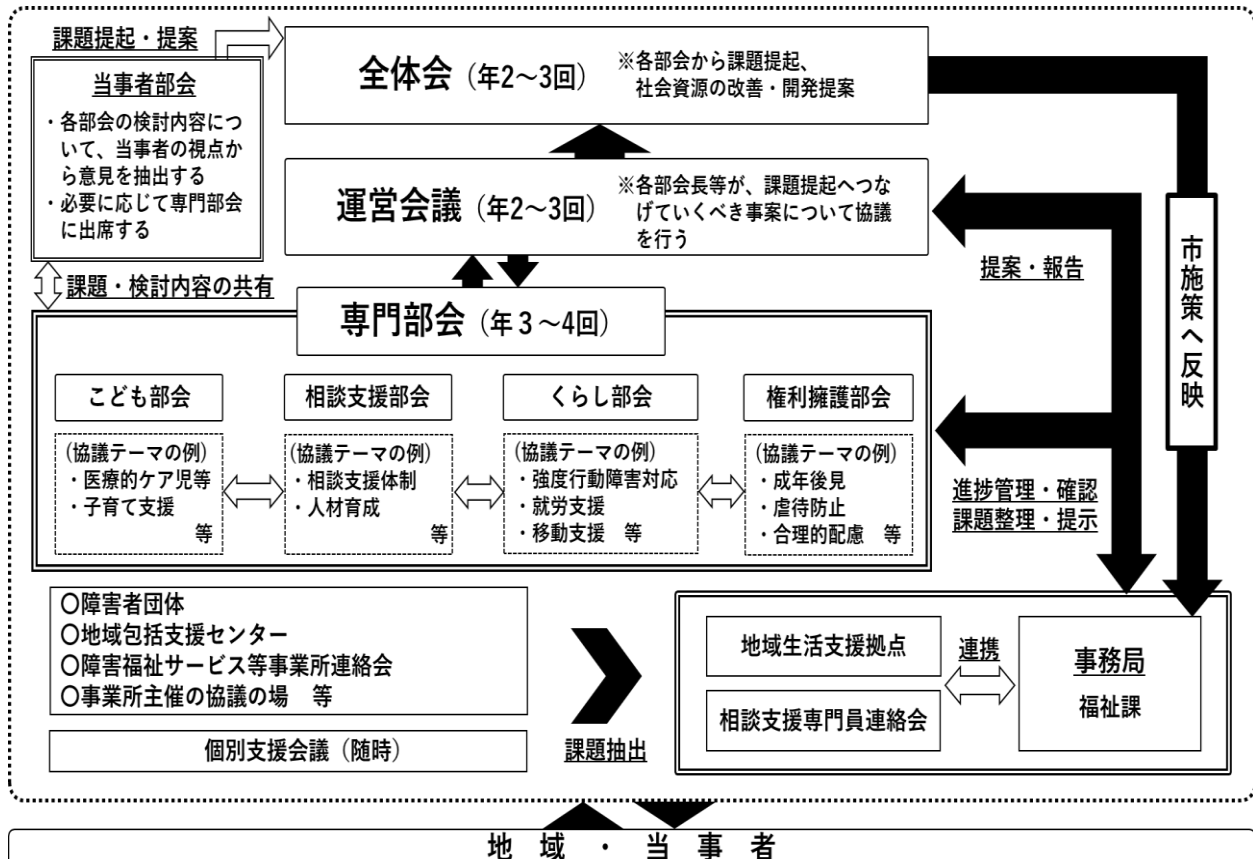 課題提起・提案
当事者部会
・各部会の検討内容につ
いて、当事者の視点か
ら意見を抽出する
・必要に応じて専門部会
に出席する
全体会（年2～3回）
※各部会から課題提起、
社会資源の改善・開発提案
運営会議（年2～3回）
※各部会長等が、課題提起へつな
げていくべき事案について協議
を行う
課題・検討内容の共有
専門部会（年３～4回）
こども部会
(協議テーマの例)
・医療的ケア児等
・子育て支援
等
相談支援部会
(協議テーマの例)
・相談支援体制
・人材育成
等
くらし部会
(協議テーマの例)
・強度行動障害対応
・就労支援
・移動支援　等
権利擁護部会
(協議テーマの例)
・成年後見
・虐待防止
・合理的配慮　等
提案・報告
進捗管理・確認
課題整理・提示
市施策へ反映
〇障害者団体
〇地域包括支援センター
〇障害福祉サービス等事業所連絡会
〇事業所主催の協議の場　等
個別支援会議（随時）
課題抽出
地域生活支援拠点
相談支援専門員連絡会
連携
事務局
福祉課
地　域　・　当　事　者